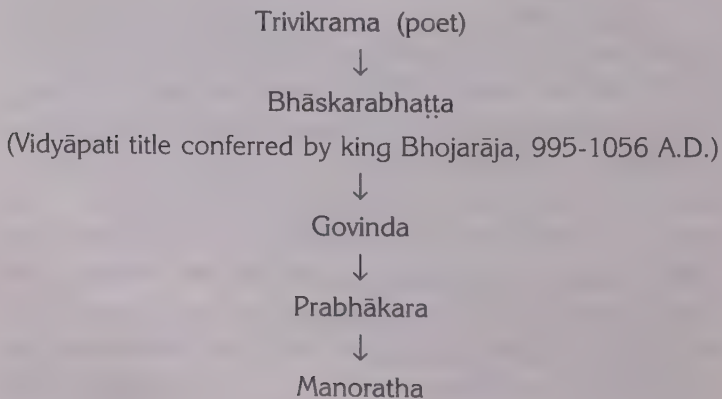 Trivikrama (poet)
↓
Bhāskarabhaṭṭa
(Vidyāpati title conferred by king Bhojarāja, 995-1056 A.D.)
↓
Govinda
↓
Prabhākara
↓
Manoratha